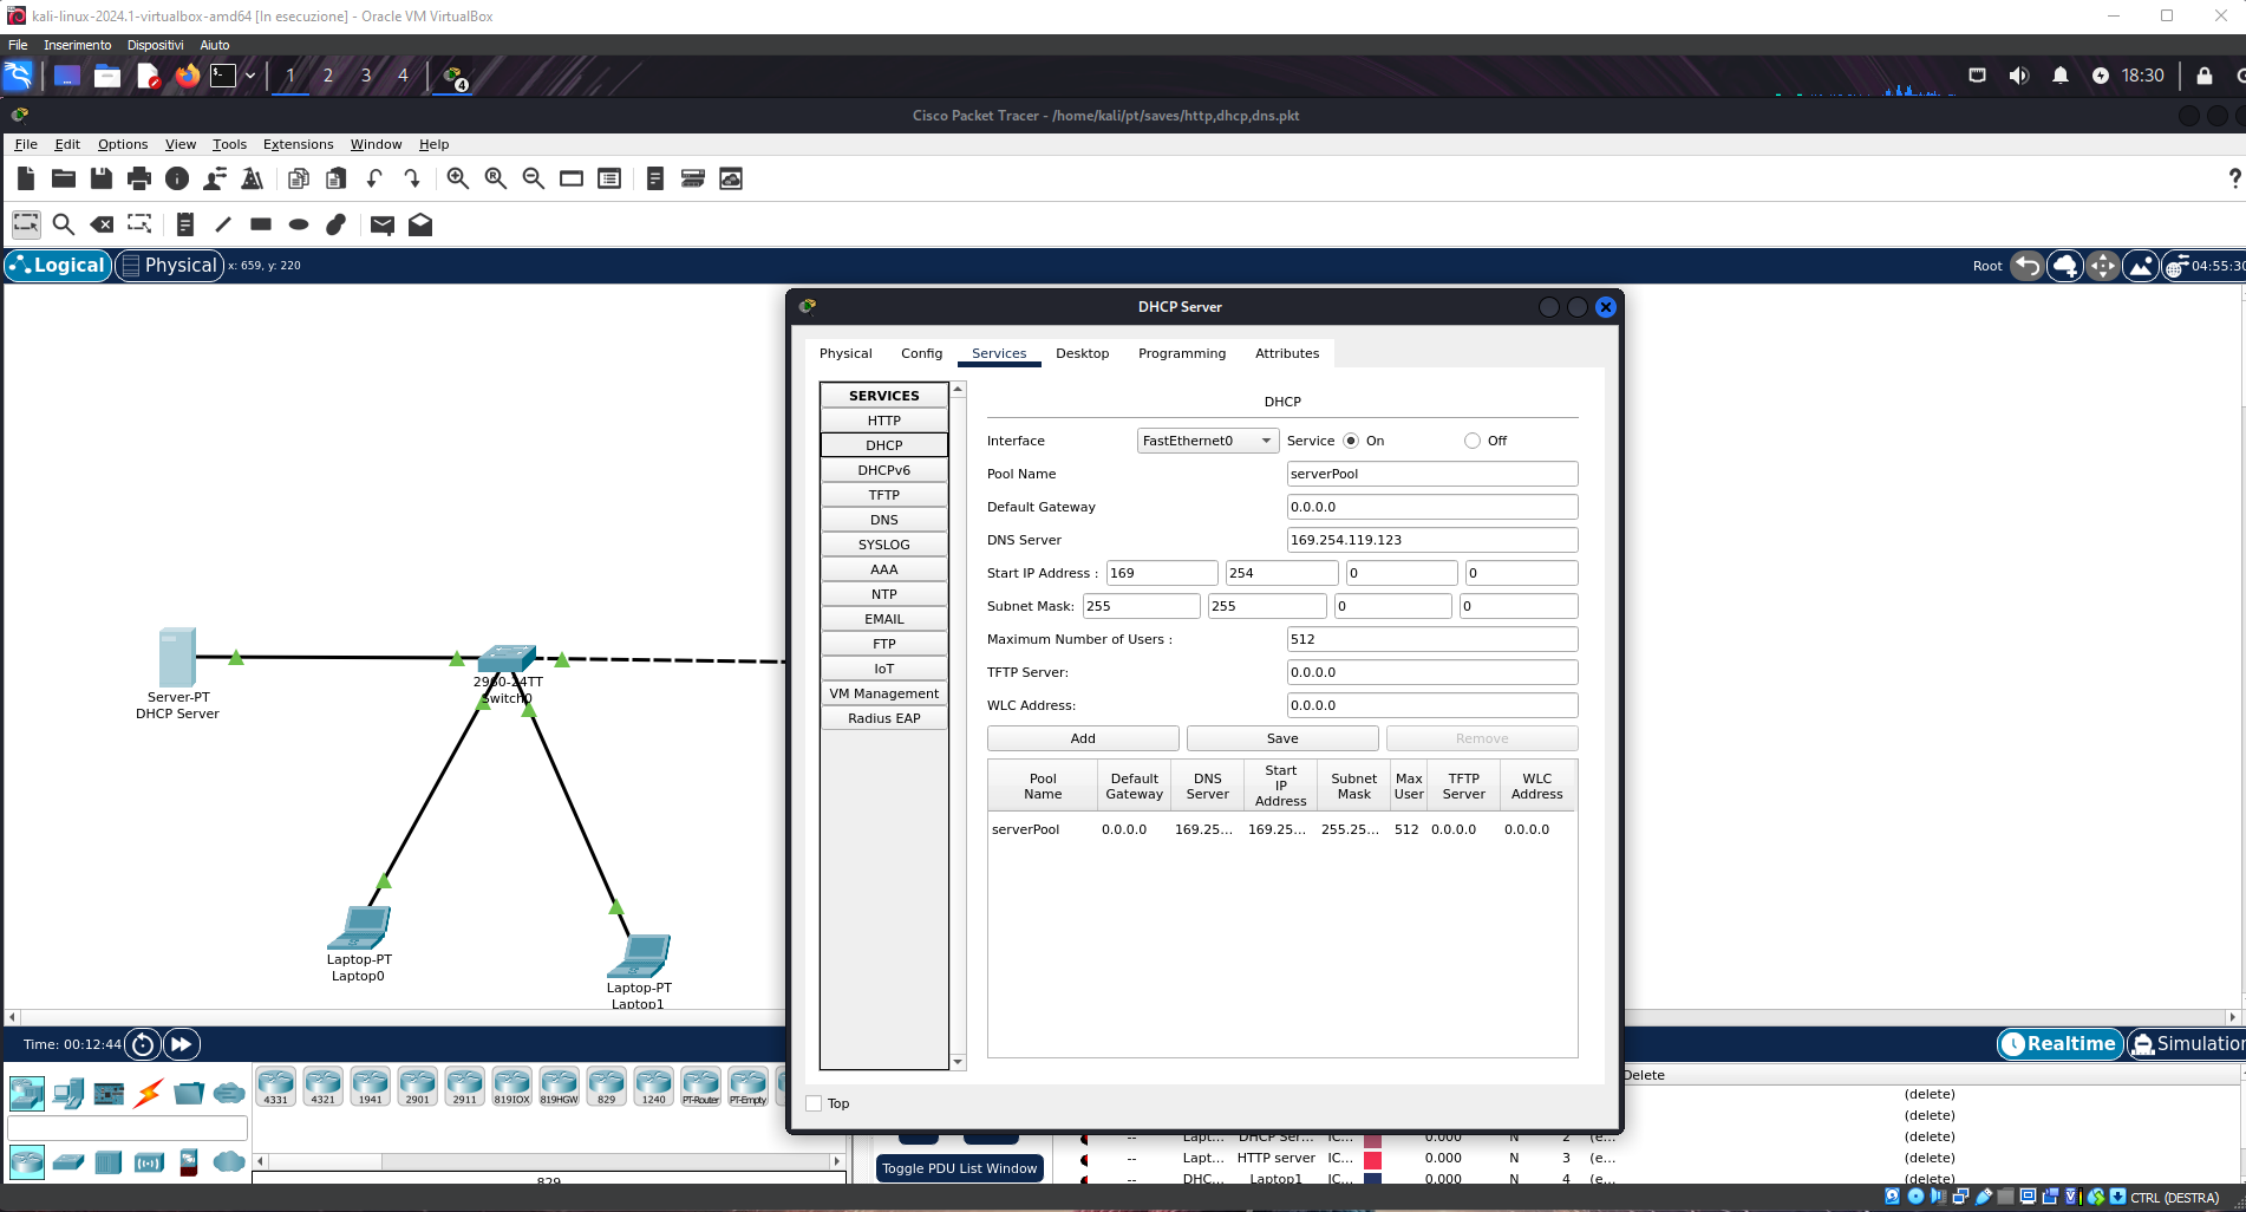 kali-linux-2024.1-virtualbox-amd64 [In esecuzione] - Oracle VM VirtualBox
File Inserimento Dispositivi Aiuto
1 2 3 4 4 18:30
Cisco Packet Tracer - /home/kali/pt/saves/http,dhcp,dns.pkt
File Edit Options View Tools Extensions Window Help
Logical Physical x: 659, y: 220 Root 04:55:30
DHCP Server
Physical Config Services Desktop Programming Attributes
SERVICES
HTTP
DHCP
DHCPv6
TFTP
DNS
SYSLOG
AAA
NTP
EMAIL
FTP
IoT
VM Management
Radius EAP
DHCP
Interface FastEthernet0 Service On Off
Pool Name serverPool
Default Gateway 0.0.0.0
DNS Server 169.254.119.123
Start IP Address : 169 254 0 0
Subnet Mask: 255 255 0 0
Maximum Number of Users : 512
TFTP Server: 0.0.0.0
WLC Address: 0.0.0.0
Add Save Remove
Pool Name Default Gateway DNS Server Start IP Address Subnet Mask Max User TFTP Server WLC Address
serverPool 0.0.0.0 169.25... 169.25... 255.25... 512 0.0.0.0 0.0.0.0
Top
Server-PT
DHCP Server
2960-24TT
Switch0
Laptop-PT
Laptop0
Laptop-PT
Laptop1
Time: 00:12:44 Realtime Simulation
4331 4321 1941 2901 2911 819IOX 819HGW 829 1240 PT-Router PT-Empty
829
Toggle PDU List Window
Delete
(delete)
(delete)
-- Lapt... DHCP Ser... IC... 0.000 N 2 (e... (delete)
-- Lapt... HTTP server IC... 0.000 N 3 (e... (delete)
-- DHC... Laptop1 IC... 0.000 N 4 (e... (delete)
CTRL (DESTRA)